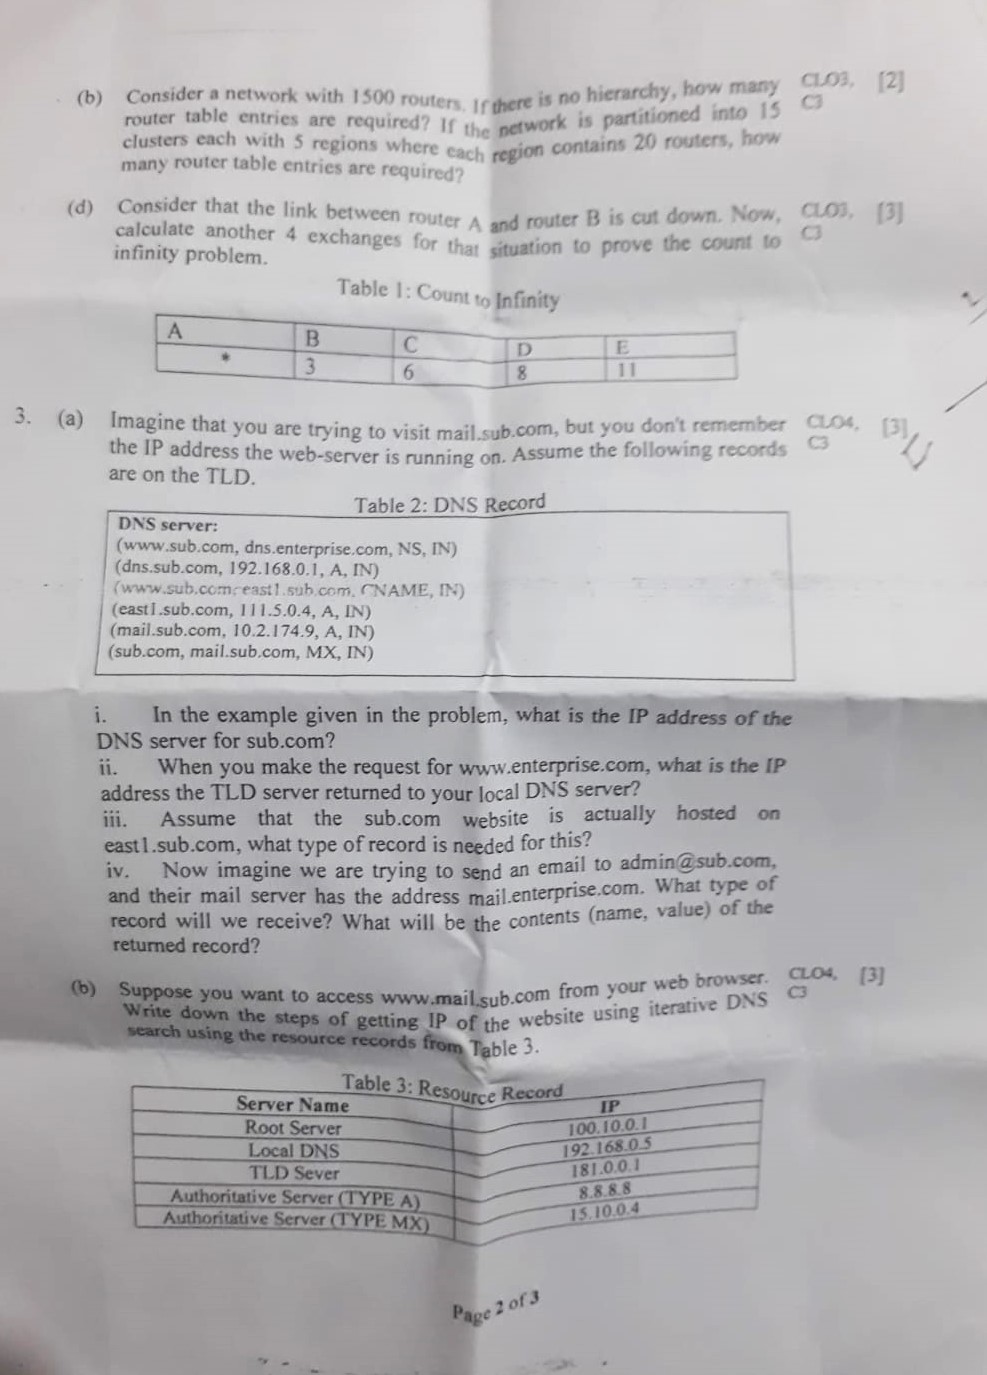 (b) Consider a network with 1500 routers. If there is no hierarchy, how many CLO3, [2]
router table entries are required? If the network is partitioned into 15 C3
clusters each with 5 regions where each region contains 20 routers, how
many router table entries are required?
(d) Consider that the link between router A and router B is cut down. Now, CLO3, [3]
calculate another 4 exchanges for that situation to prove the count to C3
infinity problem.
Table 1: Count to Infinity
A B C D E
* 3 6 8 11
3. (a) Imagine that you are trying to visit mail.sub.com, but you don't remember CLO4, [3]
the IP address the web-server is running on. Assume the following records C3
are on the TLD.
Table 2: DNS Record
DNS server:
(www.sub.com, dns.enterprise.com, NS, IN)
(dns.sub.com, 192.168.0.1, A, IN)
(www.sub.com, east1.sub.com, CNAME, IN)
(east1.sub.com, 111.5.0.4, A, IN)
(mail.sub.com, 10.2.174.9, A, IN)
(sub.com, mail.sub.com, MX, IN)
i. In the example given in the problem, what is the IP address of the
DNS server for sub.com?
ii. When you make the request for www.enterprise.com, what is the IP
address the TLD server returned to your local DNS server?
iii. Assume that the sub.com website is actually hosted on
east1.sub.com, what type of record is needed for this?
iv. Now imagine we are trying to send an email to admin@sub.com,
and their mail server has the address mail.enterprise.com. What type of
record will we receive? What will be the contents (name, value) of the
returned record?
(b) Suppose you want to access www.mail.sub.com from your web browser. CLO4, [3]
Write down the steps of getting IP of the website using iterative DNS C3
search using the resource records from Table 3.
Table 3: Resource Record
Server Name IP
Root Server 100.10.0.1
Local DNS 192.168.0.5
TLD Sever 181.0.0.1
Authoritative Server (TYPE A) 8.8.8.8
Authoritative Server (TYPE MX) 15.10.0.4
Page 2 of 3